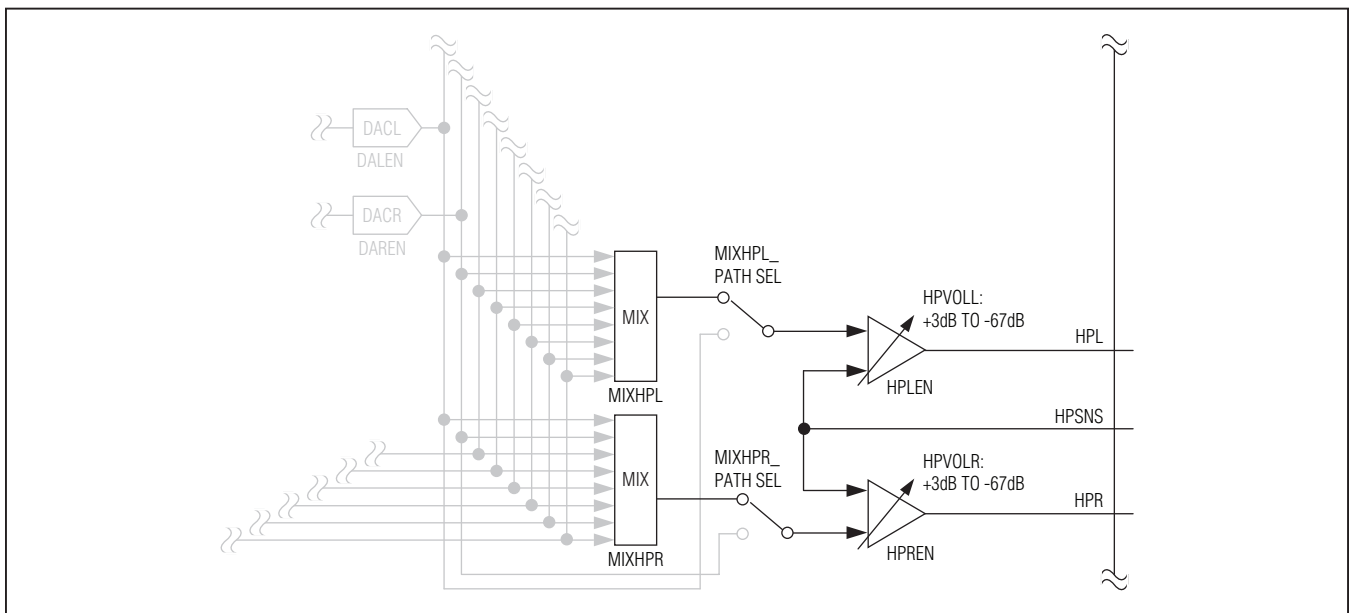 DACL
DALEN
DACR
DAREN
MIX
MIXHPL
MIXHPL_
PATH SEL
HPVOLL:
+3dB TO -67dB
HPLEN
HPL
HPSNS
MIX
MIXHPR
MIXHPR_
PATH SEL
HPVOLR:
+3dB TO -67dB
HPREN
HPR